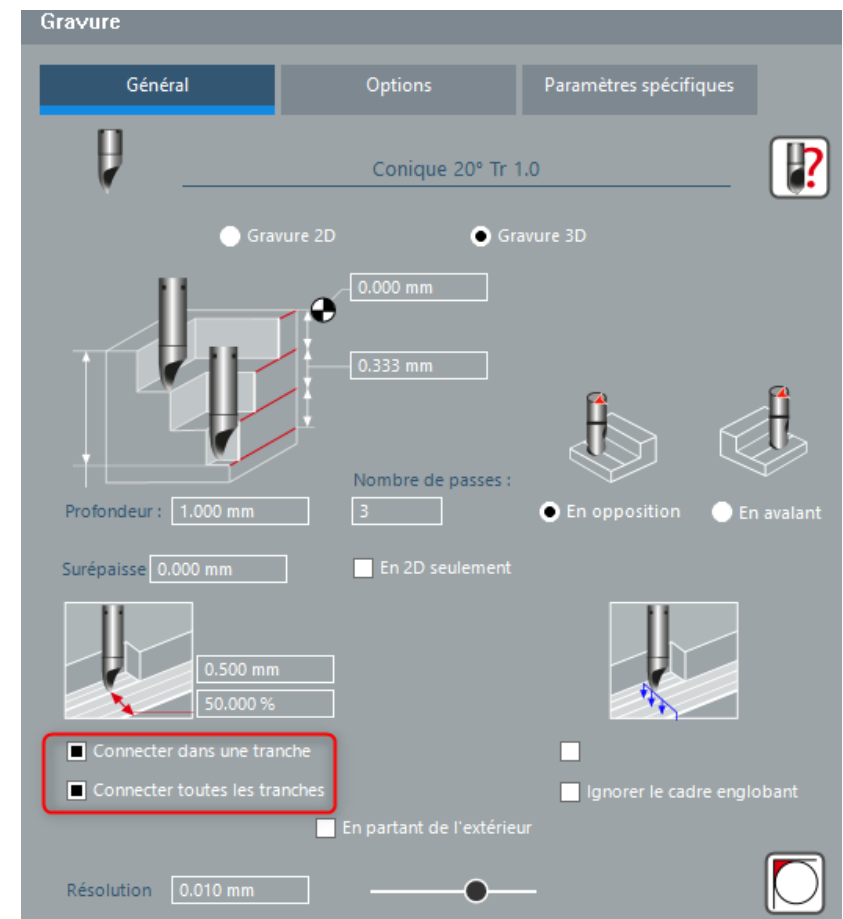 Gravure
Général Options Paramètres spécifiques
Conique 20° Tr 1.0
?
Gravure 2D Gravure 3D
0.000 mm
0.333 mm
Nombre de passes :
Profondeur : 1.000 mm 3 En opposition En avalant
Surépaisse 0.000 mm En 2D seulement
0.500 mm
50.000 %
Connecter dans une tranche
Connecter toutes les tranches Ignorer le cadre englobant
En partant de l'extérieur
Résolution 0.010 mm